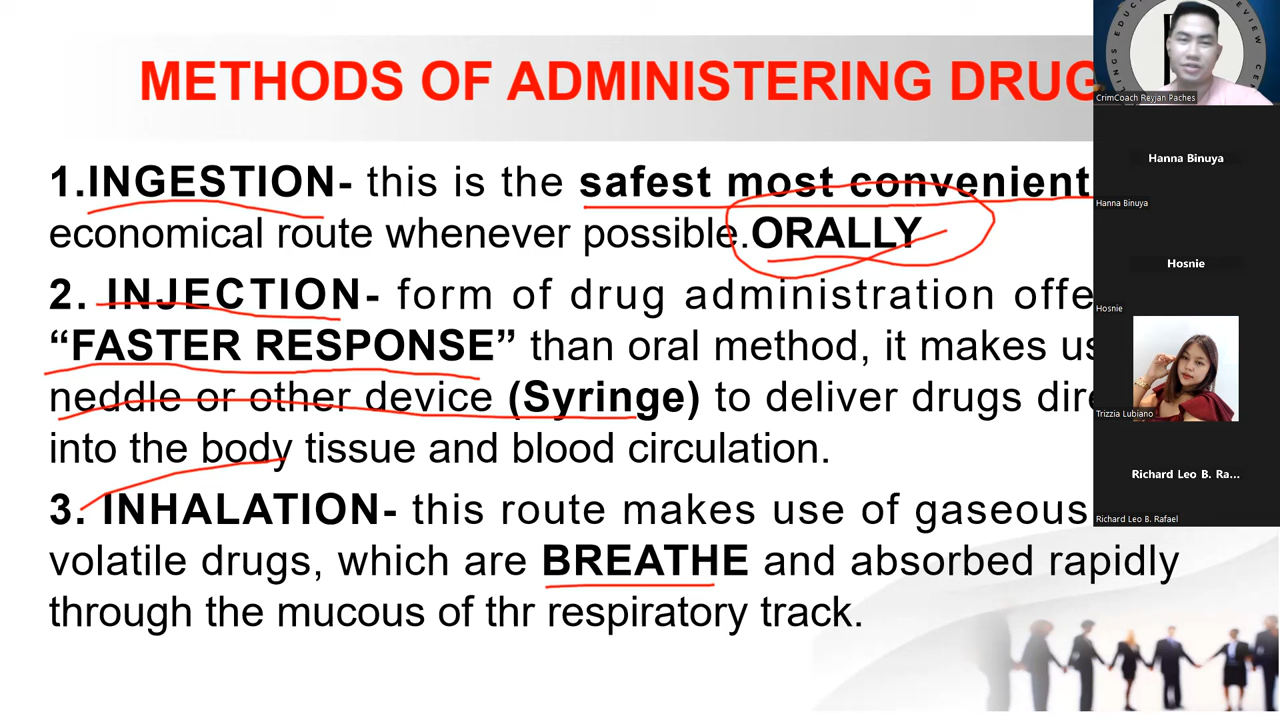 METHODS OF ADMINISTERING DRUG
1.INGESTION- this is the safest most convenient
economical route whenever possible.ORALLY
2. INJECTION- form of drug administration offe
“FASTER RESPONSE” than oral method, it makes us
neddle or other device (Syringe) to deliver drugs dire
into the body tissue and blood circulation.
3. INHALATION- this route makes use of gaseous
volatile drugs, which are BREATHE and absorbed rapidly
through the mucous of thr respiratory track.
CrimCoach Reyjan Paches
Hanna Binuya
Hanna Binuya
Hosnie
Hosnie
Trizzia Lubiano
Richard Leo B. Ra...
Richard Leo B. Rafael